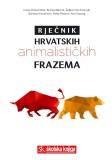 RJEČNIK
HRVATSKIH
ANIMALISTIČKIH
FRAZEMA
školska knjiga